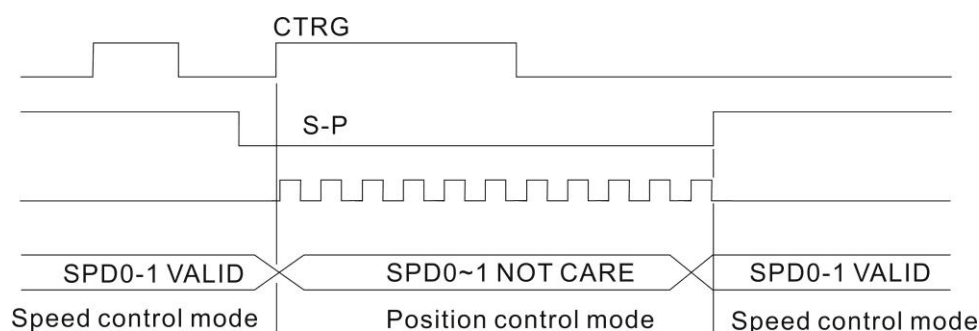 CTRG
S-P
SPD0-1 VALID
SPD0~1 NOT CARE
SPD0-1 VALID
Speed control mode
Position control mode
Speed control mode